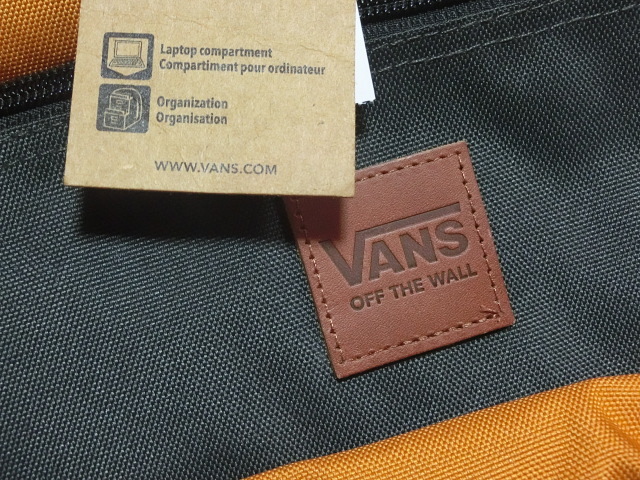 Laptop compartment
Compartiment pour ordinateur
Organization
Organisation
WWW.VANS.COM
VANS
OFF THE WALL